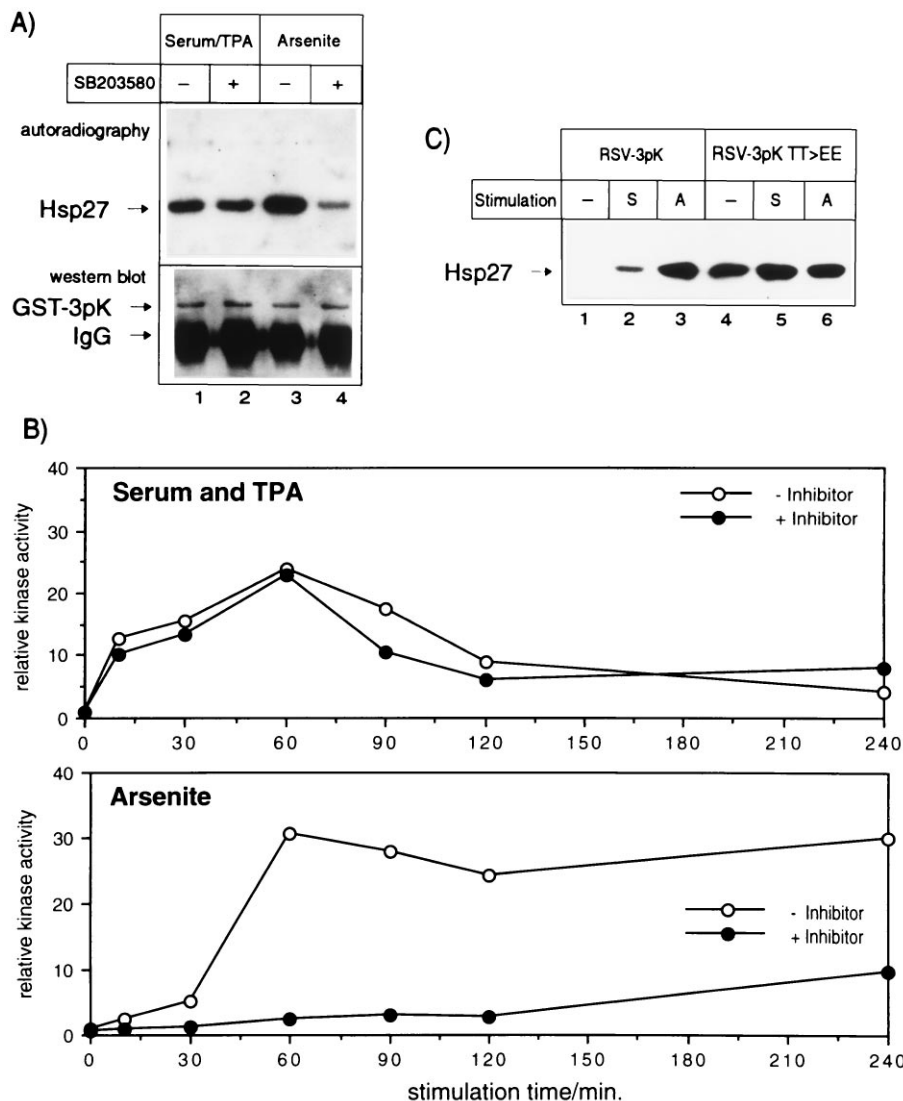 A)
Serum/TPA Arsenite
SB203580 – + – +
autoradiography
Hsp27 →
western blot
GST-3pK →
IgG →
1 2 3 4
C)
RSV-3pK RSV-3pK TT>EE
Stimulation – S A – S A
Hsp27 →
1 2 3 4 5 6
B)
40
30
20
10
0
relative kinase activity
Serum and TPA
- Inhibitor
+ Inhibitor
0 30 60 90 120 150 180 210 240
40
30
20
10
0
relative kinase activity
Arsenite
- Inhibitor
+ Inhibitor
0 30 60 90 120 150 180 210 240
stimulation time/min.